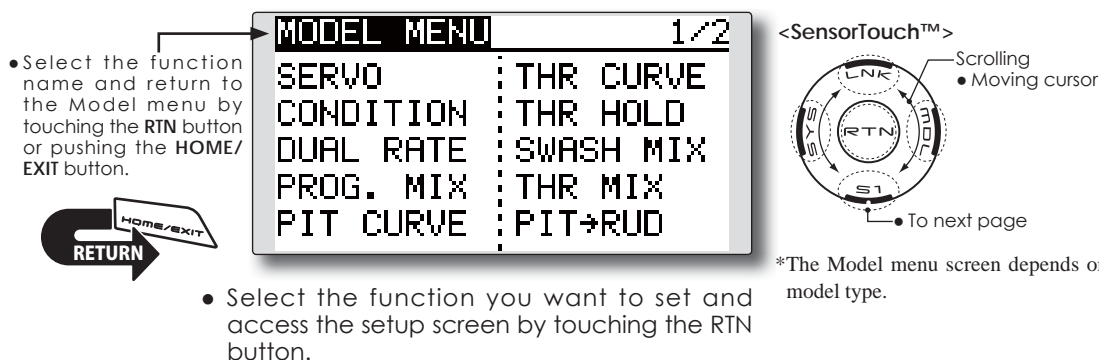 ● Select the function
name and return to
the Model menu by
touching the RTN button
or pushing the HOME/
EXIT button.
HOME/EXIT
RETURN
MODEL MENU 1/2
SERVO THR CURVE
CONDITION THR HOLD
DUAL RATE SWASH MIX
PROG. MIX THR MIX
PIT CURVE PIT→RUD
<SensorTouch™>
Scrolling
● Moving cursor
LNK
SYS
RTN
MDL
S1
● To next page
*The Model menu screen depends on
model type.
● Select the function you want to set and
access the setup screen by touching the RTN
button.